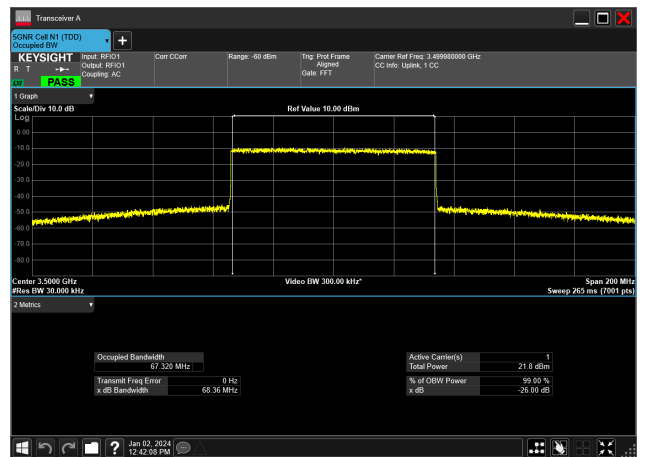 Transceiver A
5GNR Cell N1 (TDD)
Occupied BW
KEYSIGHT
R T
LVI
PASS
Input: RFIO1
Output: RFIO1
Coupling: AC
Corr CCorr
Range: -60 dBm
Trig: Prot Frame
Aligned
Gate: FFT
Carrier Ref Freq: 3.499980000 GHz
CC Info: Uplink, 1 CC
1 Graph
Scale/Div 10.0 dB
Ref Value 10.00 dBm
Log
0.00
-10.0
-20.0
-30.0
-40.0
-50.0
-60.0
-70.0
-80.0
Center 3.5000 GHz
Video BW 300.00 kHz*
Span 200 MHz
#Res BW 30.000 kHz
Sweep 265 ms (7001 pts)
2 Metrics
Occupied Bandwidth
67.320 MHz
Active Carrier(s) 1
Total Power 21.8 dBm
Transmit Freq Error 0 Hz
x dB Bandwidth 68.36 MHz
% of OBW Power 99.00 %
x dB -26.00 dB
?
Jan 02, 2024
12:42:08 PM